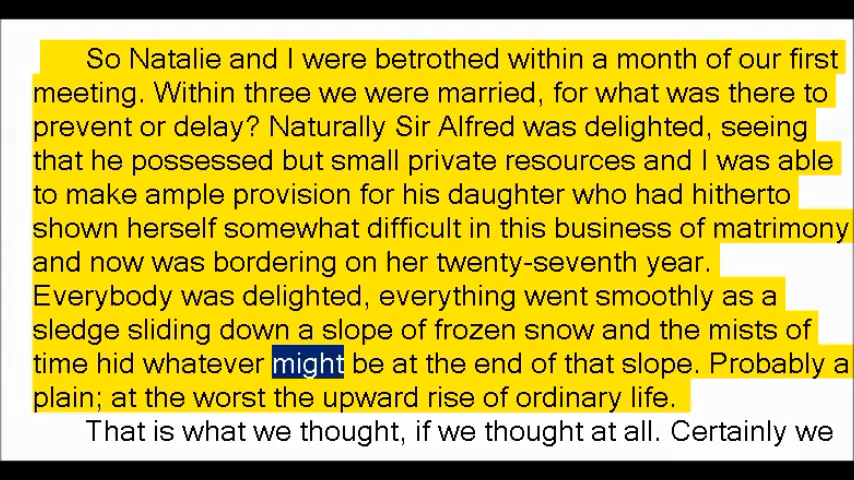 So Natalie and I were betrothed within a month of our first
meeting. Within three we were married, for what was there to
prevent or delay? Naturally Sir Alfred was delighted, seeing
that he possessed but small private resources and I was able
to make ample provision for his daughter who had hitherto
shown herself somewhat difficult in this business of matrimony
and now was bordering on her twenty-seventh year.
Everybody was delighted, everything went smoothly as a
sledge sliding down a slope of frozen snow and the mists of
time hid whatever might be at the end of that slope. Probably a
plain; at the worst the upward rise of ordinary life.
That is what we thought, if we thought at all. Certainly we